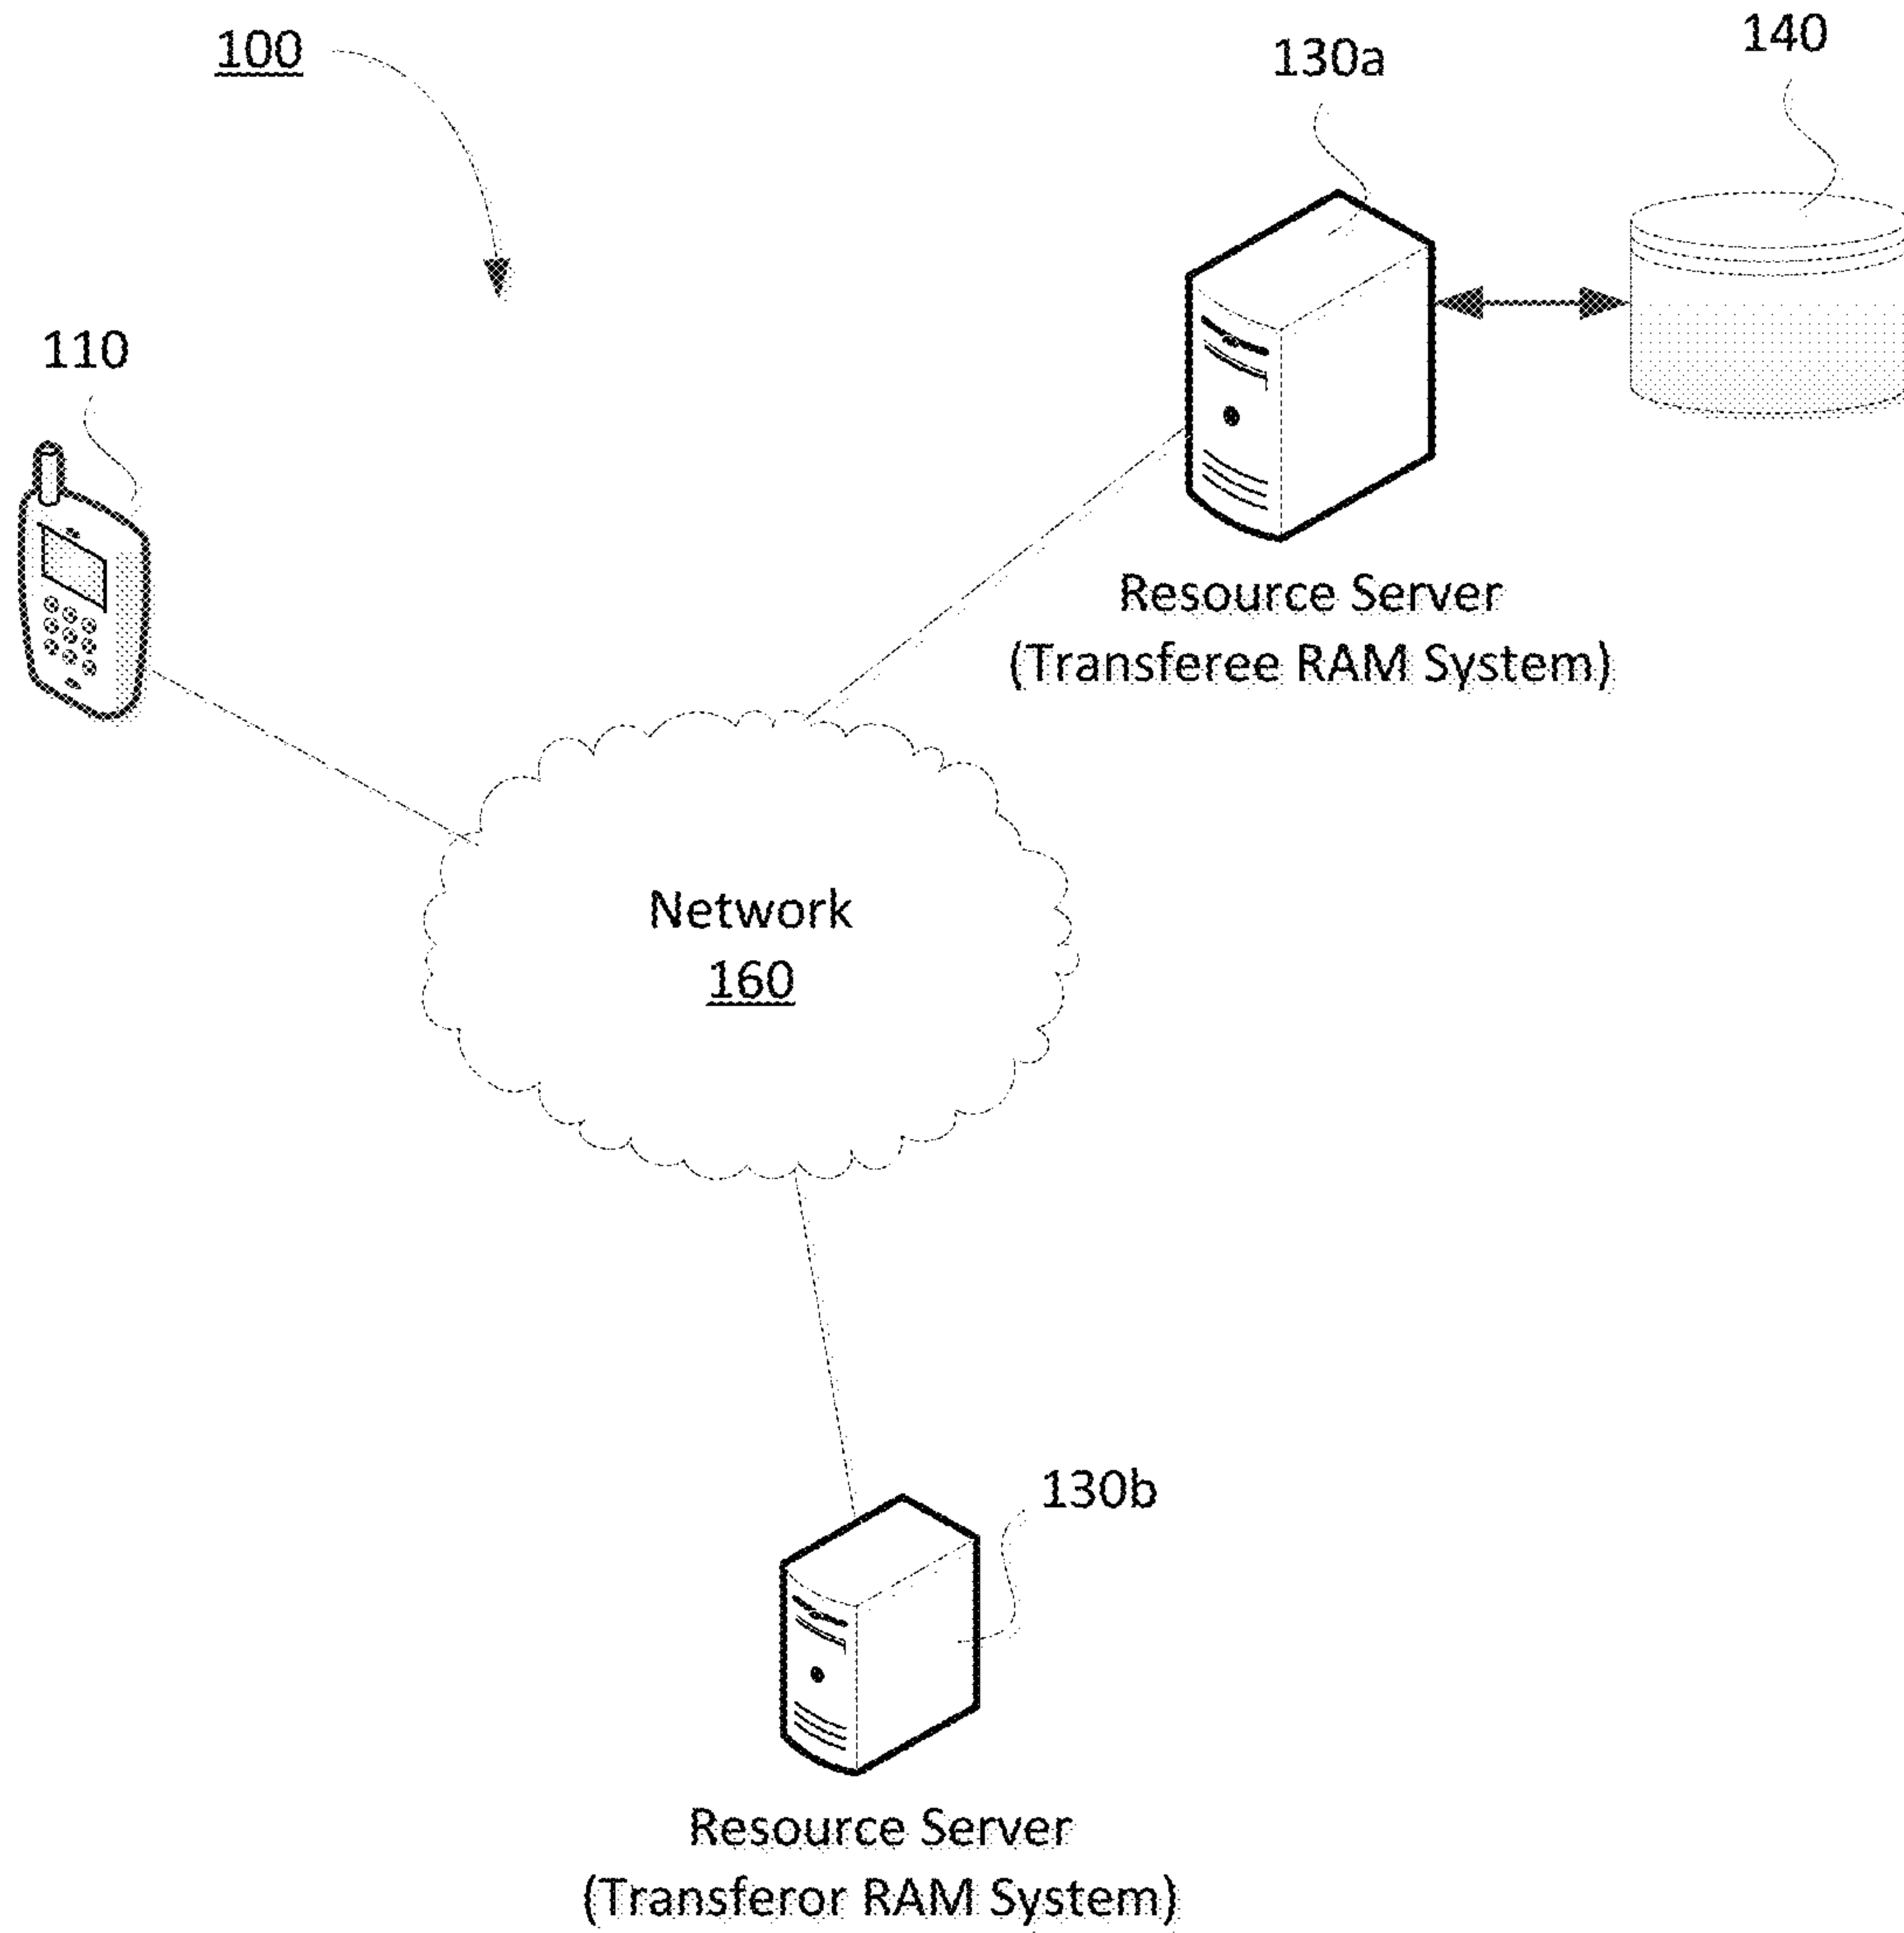 100
130a
140
110
Resource Server
(Transferee RAM System)
Network
160
130b
Resource Server
(Transferor RAM System)